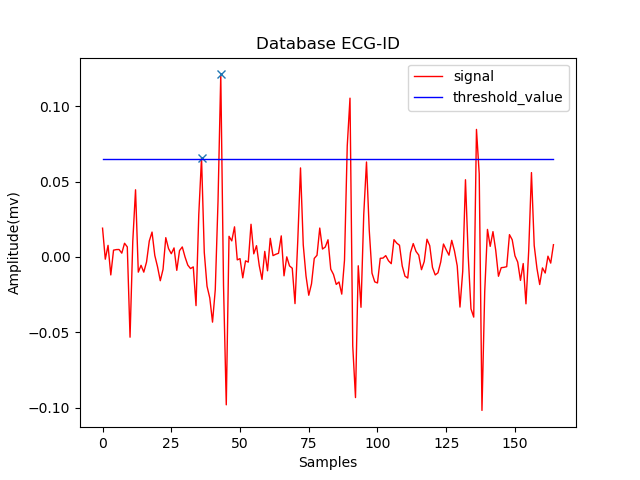 Database ECG-ID
signal
threshold_value
0.10
0.05
0.00
−0.05
−0.10
Amplitude(mv)
0 25 50 75 100 125 150
Samples